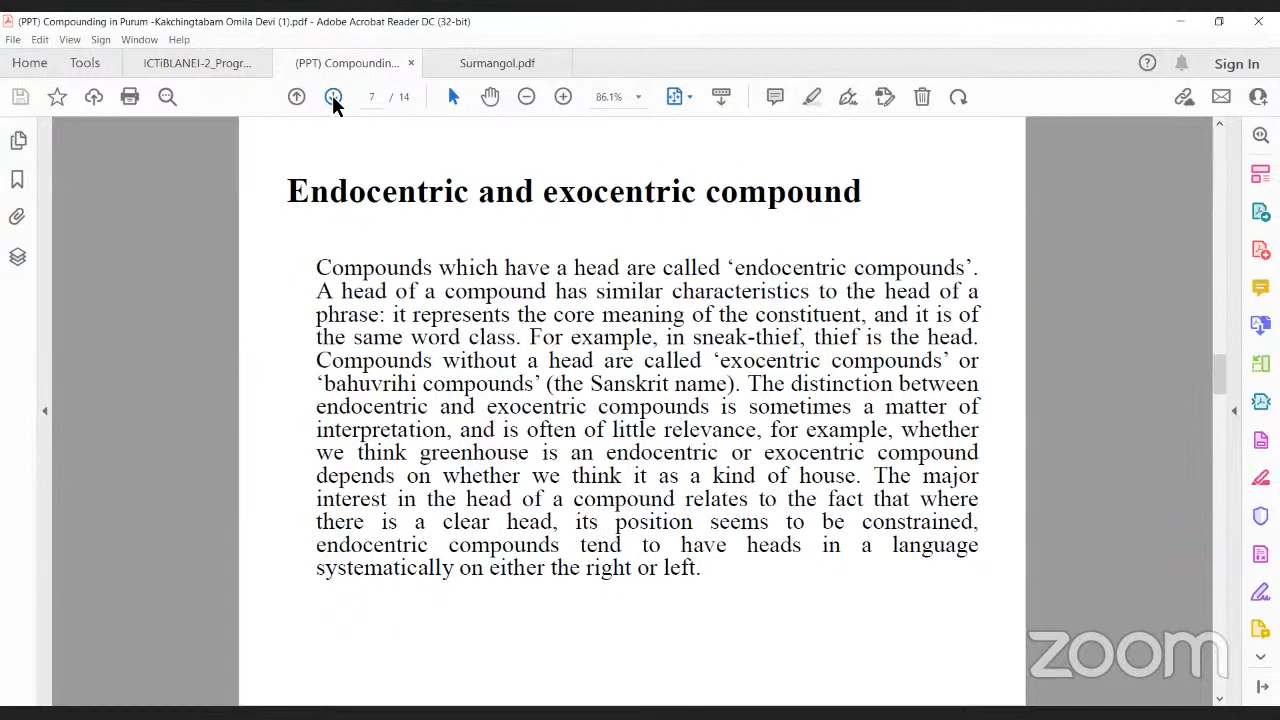 (PPT) Compounding in Purum -Kakchingtabam Omila Devi (1).pdf - Adobe Acrobat Reader DC (32-bit)
File Edit View Sign Window Help
Home Tools ICTiBLANEI-2_Progr... (PPT) Compoundin... × Surmangol.pdf Sign In
7 / 14 86.1%
Endocentric and exocentric compound
Compounds which have a head are called ‘endocentric compounds’.
A head of a compound has similar characteristics to the head of a
phrase: it represents the core meaning of the constituent, and it is of
the same word class. For example, in sneak-thief, thief is the head.
Compounds without a head are called ‘exocentric compounds’ or
‘bahuvrihi compounds’ (the Sanskrit name). The distinction between
endocentric and exocentric compounds is sometimes a matter of
interpretation, and is often of little relevance, for example, whether
we think greenhouse is an endocentric or exocentric compound
depends on whether we think it as a kind of house. The major
interest in the head of a compound relates to the fact that where
there is a clear head, its position seems to be constrained,
endocentric compounds tend to have heads in a language
systematically on either the right or left.
zoom